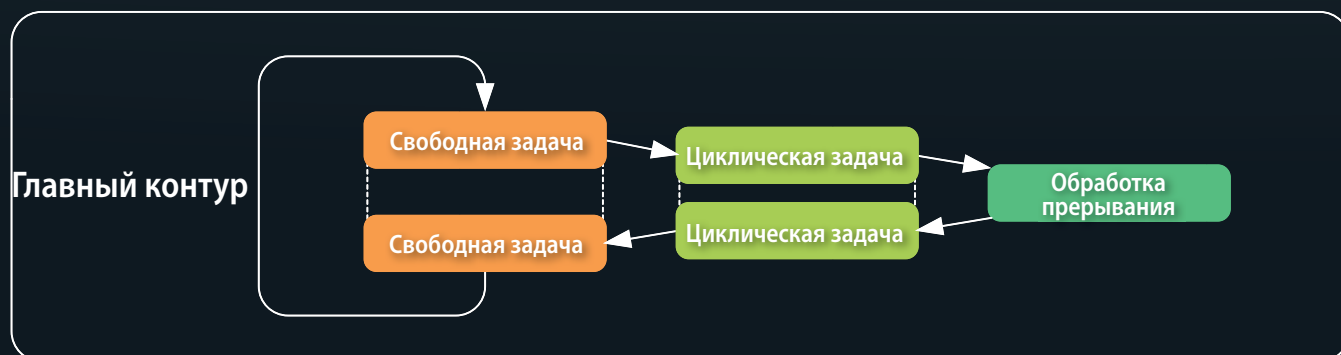 Свободная задача
Циклическая задача
Главный контур
Обработка
прерывания
Свободная задача
Циклическая задача